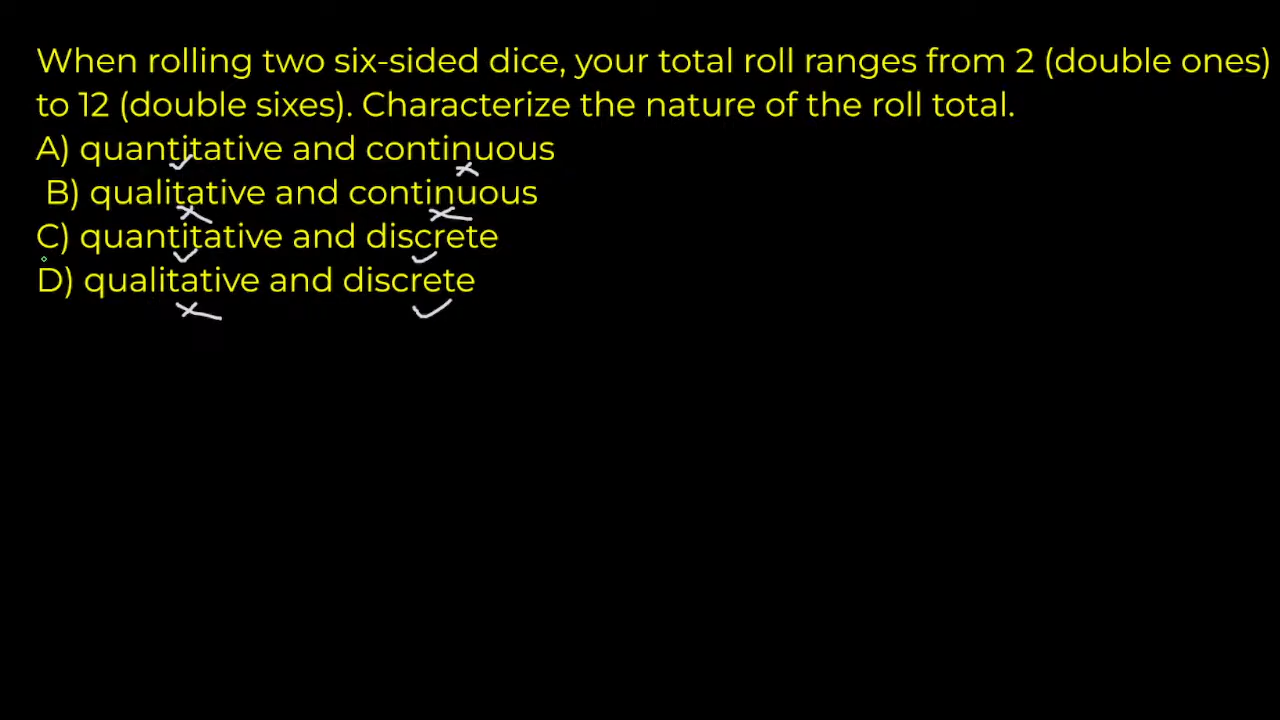 When rolling two six-sided dice, your total roll ranges from 2 (double ones)
to 12 (double sixes). Characterize the nature of the roll total.
A) quantitative and continuous
B) qualitative and continuous
C) quantitative and discrete
D) qualitative and discrete